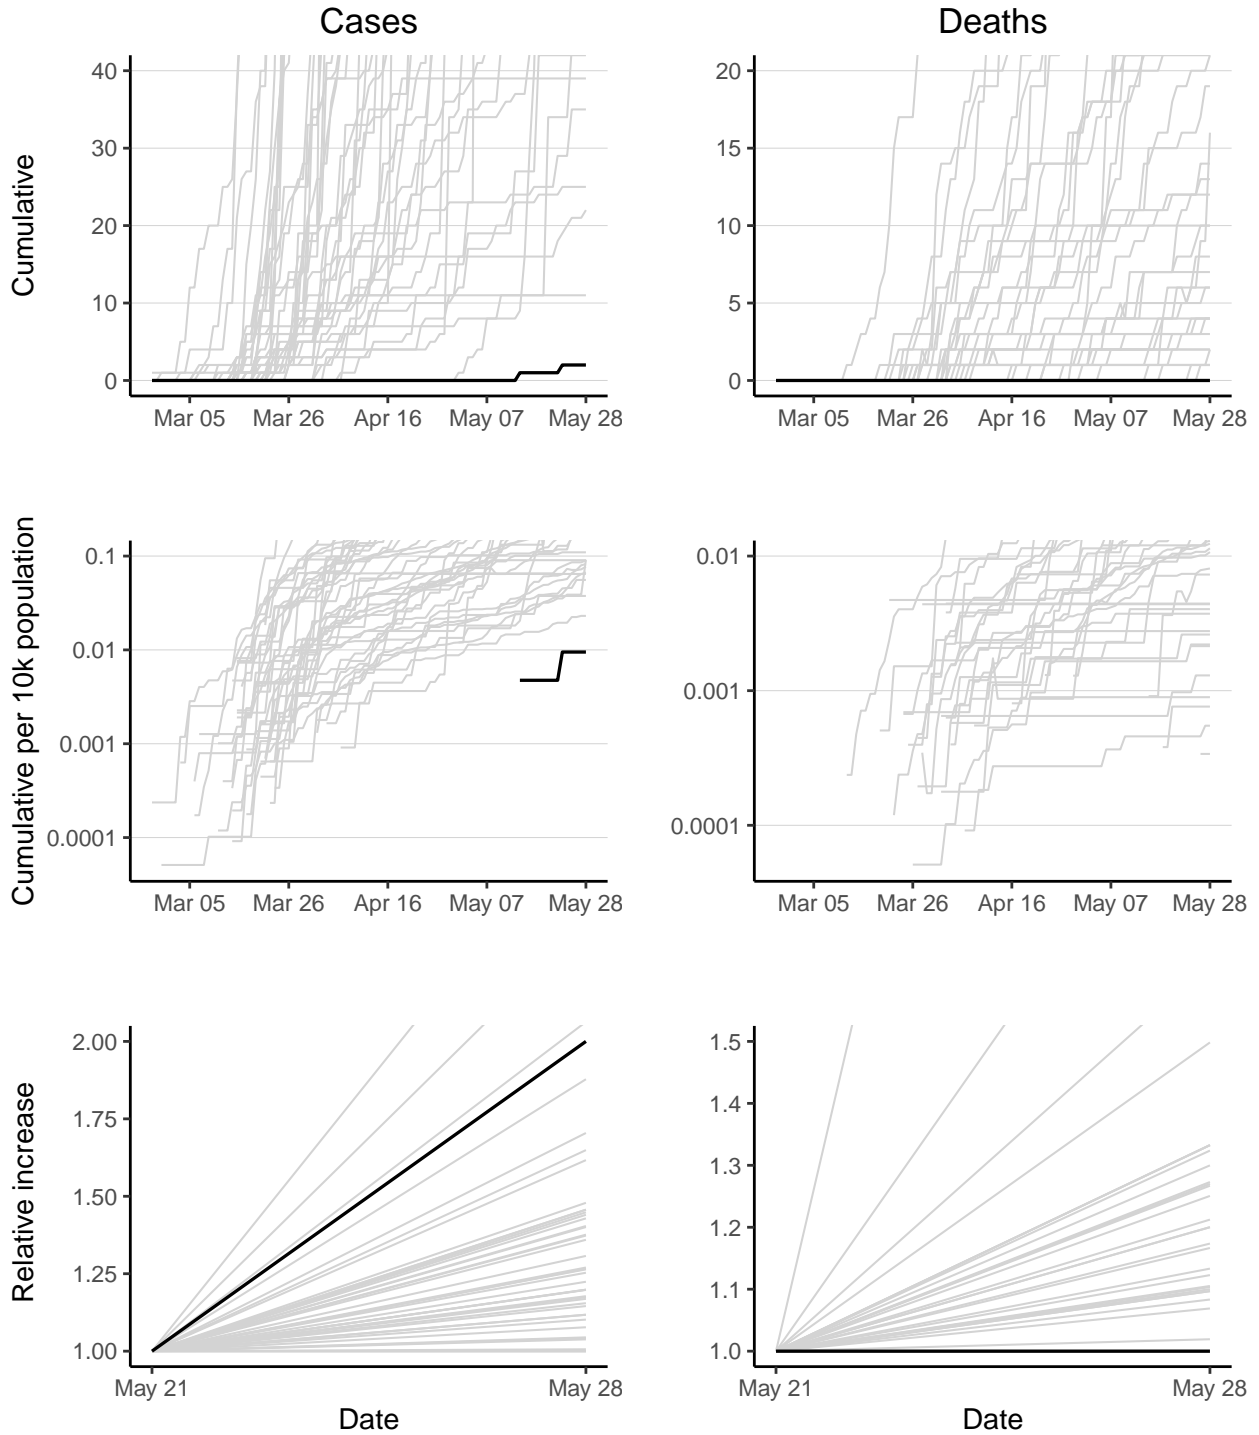 Cases
Deaths
Cumulative
40
30
20
10
0
Mar 05 Mar 26 Apr 16 May 07 May 28
20
15
10
5
0
Mar 05 Mar 26 Apr 16 May 07 May 28
Cumulative per 10k population
0.1
0.01
0.001
0.0001
Mar 05 Mar 26 Apr 16 May 07 May 28
0.01
0.001
0.0001
Mar 05 Mar 26 Apr 16 May 07 May 28
Relative increase
2.00
1.75
1.50
1.25
1.00
May 21 May 28
Date
1.5
1.4
1.3
1.2
1.1
1.0
May 21 May 28
Date